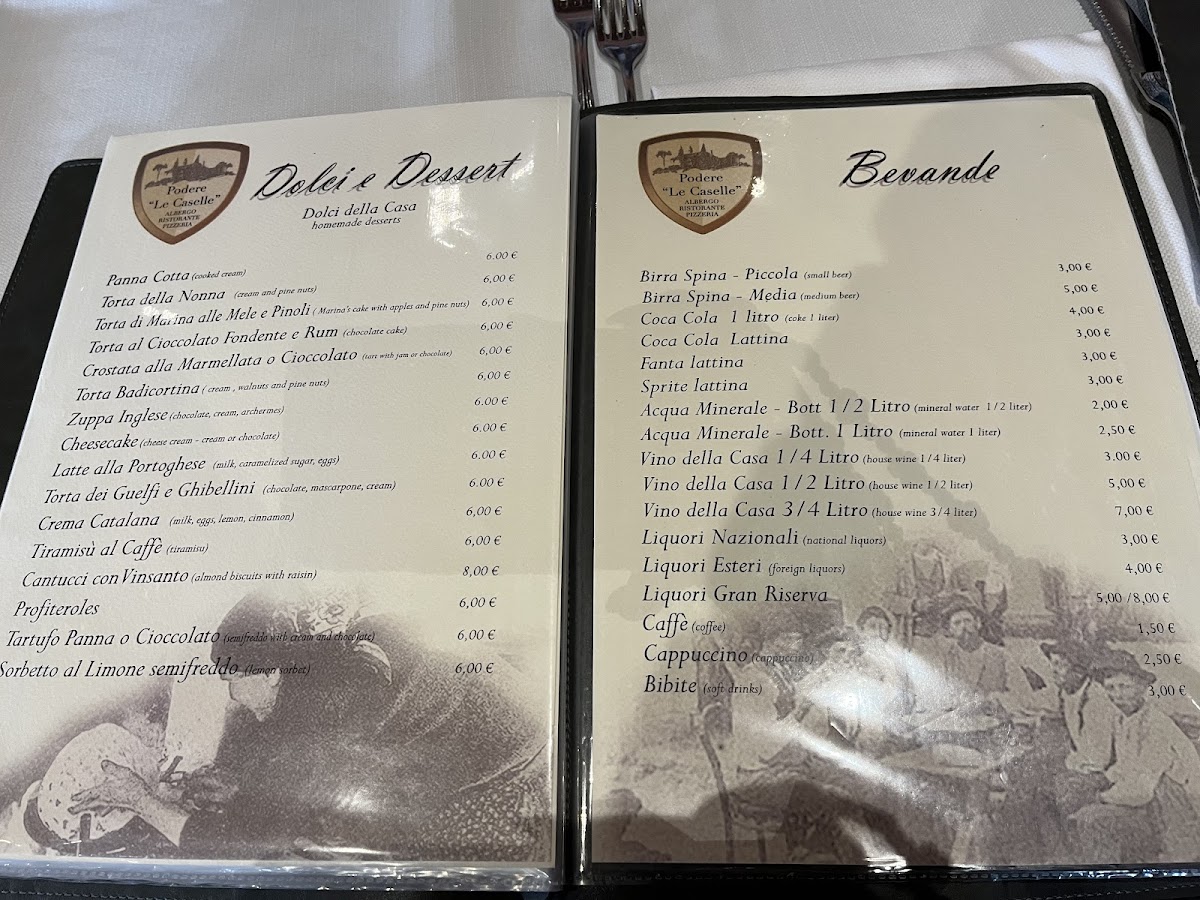 Podere
"Le Caselle"
ALBERGO
RISTORANTE
PIZZERIA
Dolci e Dessert
Dolci della Casa
homemade desserts
Panna Cotta (cooked cream) 6.00 €
Torta della Nonna (cream and pine nuts) 6,00 €
Torta di Marina alle Mele e Pinoli ( Marina's cake with apples and pine nuts) 6,00 €
Torta al Cioccolato Fondente e Rum (chocolate cake) 6,00 €
Crostata alla Marmellata o Cioccolato (tart with jam or chocolate) 6,00 €
Torta Badicortina ( cream , walnuts and pine nuts) 6,00 €
Zuppa Inglese (chocolate, cream, archermes) 6.00 €
Cheesecake (cheese cream - cream or chocolate) 6.00 €
Latte alla Portoghese (milk, caramelized sugar, eggs) 6.00 €
Torta dei Guelfi e Ghibellini (chocolate, mascarpone, cream) 6.00 €
Crema Catalana (milk, eggs, lemon, cinnamon) 6,00 €
Tiramisù al Caffè (tiramisu) 6,00 €
Cantucci con Vinsanto (almond biscuits with raisin) 8,00 €
Profiteroles 6,00 €
Tartufo Panna o Cioccolato (semifreddo with cream and chocolate) 6,00 €
Sorbetto al Limone semifreddo (lemon sorbet) 6,00 €
Podere
"Le Caselle"
ALBERGO
RISTORANTE
PIZZERIA
Bevande
Birra Spina - Piccola (small beer) 3,00 €
Birra Spina - Media (medium beer) 5,00 €
Coca Cola 1 litro (coke 1 liter) 4,00 €
Coca Cola Lattina 3,00 €
Fanta lattina 3,00 €
Sprite lattina 3,00 €
Acqua Minerale - Bott 1/2 Litro (mineral water 1/2 liter) 2,00 €
Acqua Minerale - Bott. 1 Litro (mineral water 1 liter) 2,50 €
Vino della Casa 1/4 Litro (house wine 1/4 liter) 3.00 €
Vino della Casa 1/2 Litro (house wine 1/2 liter) 5,00 €
Vino della Casa 3/4 Litro (house wine 3/4 liter) 7,00 €
Liquori Nazionali (national liquors) 3,00 €
Liquori Esteri (foreign liquors) 4,00 €
Liquori Gran Riserva 5,00 /8,00 €
Caffè (coffee) 1,50 €
Cappuccino (cappuccino) 2,50 €
Bibite (soft drinks) 3,00 €